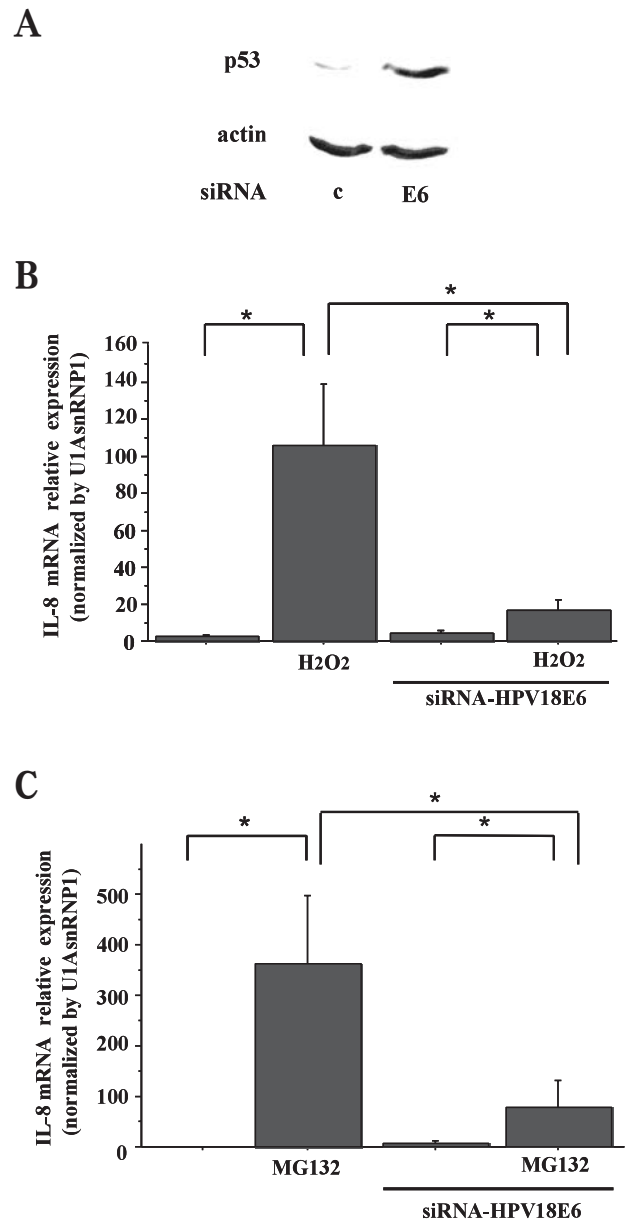 A
p53
actin
siRNA c E6
B
IL-8 mRNA relative expression
(normalized by U1AsnRNP1)
160
140
120
100
80
60
40
20
0
*
*
*
H2O2
H2O2
siRNA-HPV18E6
C
IL-8 mRNA relative expression
(normalized by U1AsnRNP1)
500
400
300
200
100
0
*
*
*
MG132
MG132
siRNA-HPV18E6